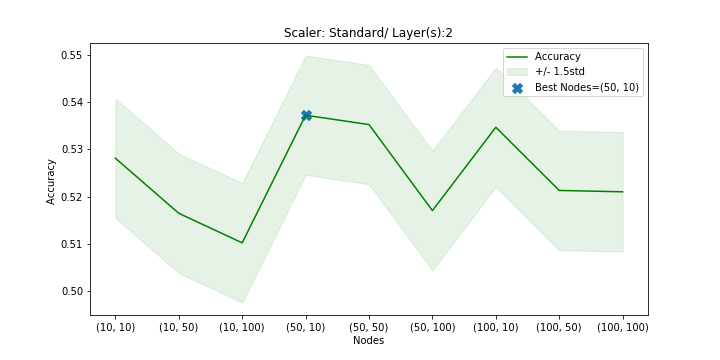 Scaler: Standard/ Layer(s):2
Accuracy
+/- 1.5std
Best Nodes=(50, 10)
0.55
0.54
0.53
0.52
0.51
0.50
Accuracy
(10, 10) (10, 50) (10, 100) (50, 10) (50, 50) (50, 100) (100, 10) (100, 50) (100, 100)
Nodes